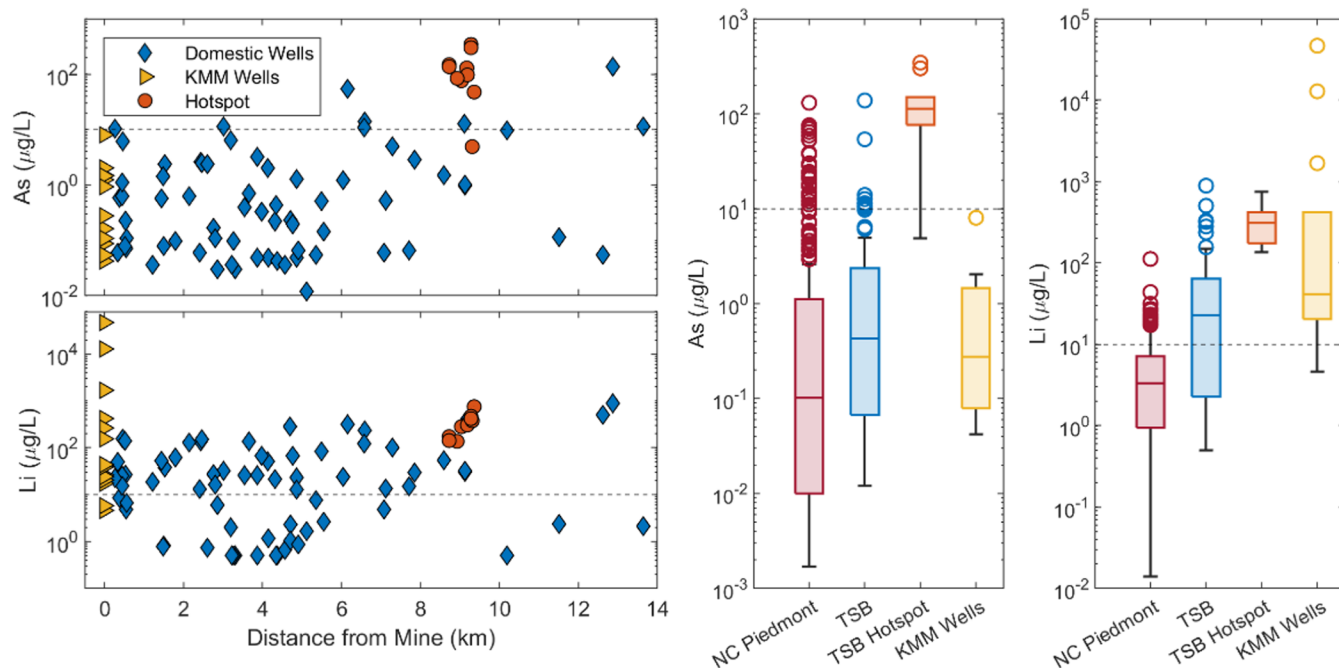 As (μg/L)
10²
10⁰
10⁻²
Domestic Wells
KMM Wells
Hotspot
Li (μg/L)
10⁴
10²
10⁰
0 2 4 6 8 10 12 14
Distance from Mine (km)
As (μg/L)
10³
10²
10¹
10⁰
10⁻¹
10⁻²
10⁻³
NC Piedmont
TSB
TSB Hotspot
KMM Wells
Li (μg/L)
10⁵
10⁴
10³
10²
10¹
10⁰
10⁻¹
10⁻²
NC Piedmont
TSB
TSB Hotspot
KMM Wells